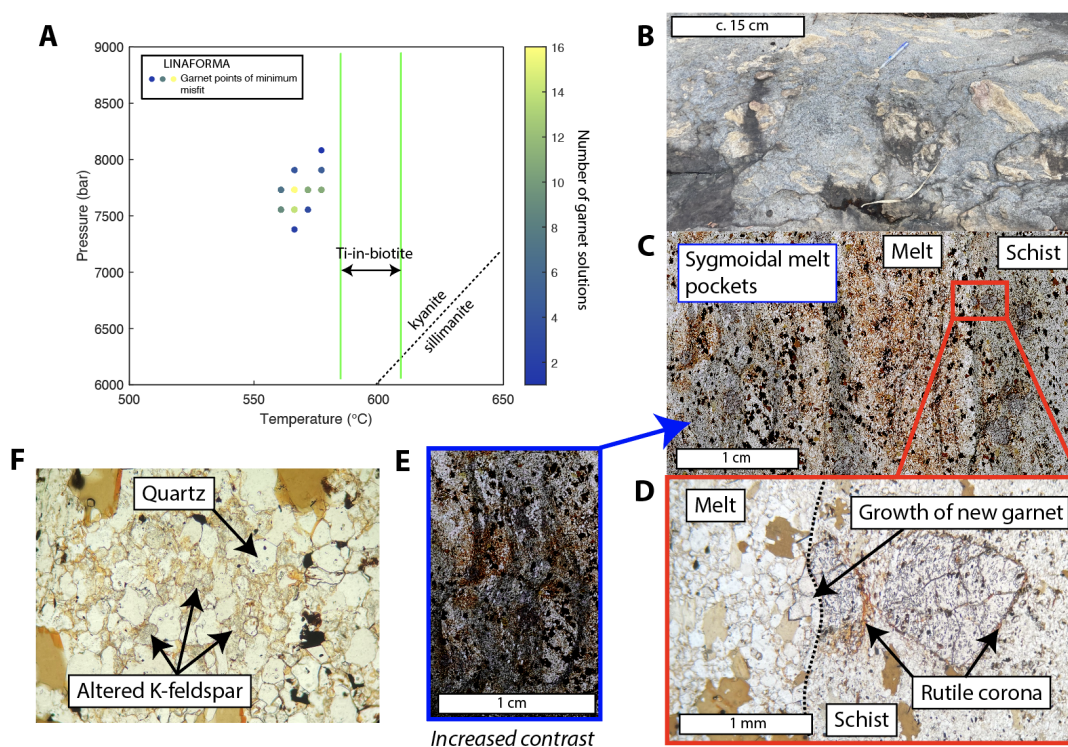 A
9000
8500
8000
7500
7000
6500
6000
Pressure (bar)
500
550
600
650
Temperature (°C)
LINAFORMA
Garnet points of minimum
misfit
Ti-in-biotite
kyanite
sillimanite
16
14
12
10
8
6
4
2
Number of garnet solutions
B
c. 15 cm
C
Sygmoidal melt
pockets
Melt
Schist
1 cm
F
Quartz
Altered K-feldspar
E
1 cm
Increased contrast
D
Melt
Growth of new garnet
Rutile corona
1 mm
Schist